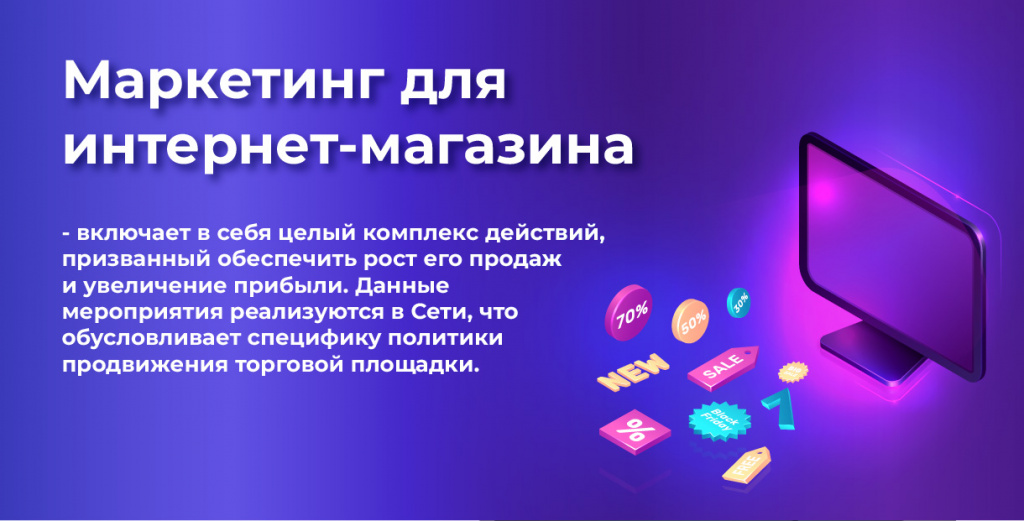 Маркетинг для
интернет-магазина
- включает в себя целый комплекс действий,
призванный обеспечить рост его продаж
и увеличение прибыли. Данные
мероприятия реализуются в Сети, что
обусловливает специфику политики
продвижения торговой площадки.
70%
50%
30%
NEW
SALE
%
Black
Friday
FREE